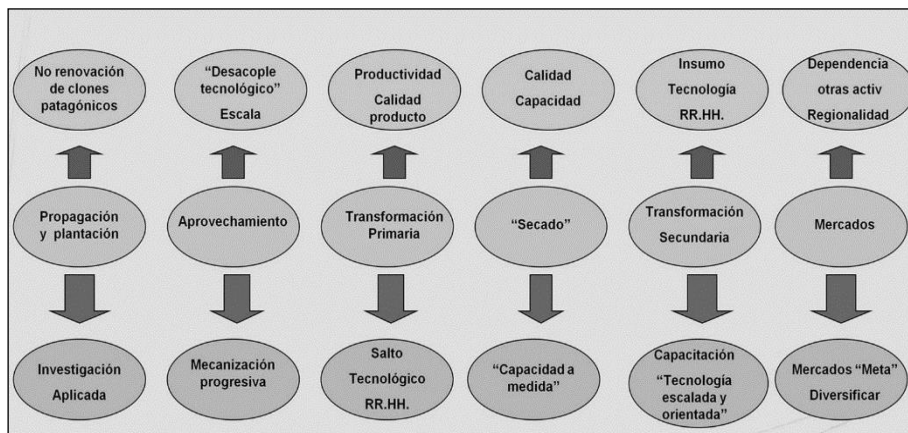 No renovación
de clones
patagónicos
"Desacople
tecnológico"
Escala
Productividad
Calidad
producto
Calidad
Capacidad
Insumo
Tecnología
RR.HH.
Dependencia
otras activ
Regionalidad
Propagación
y plantación
Aprovechamiento
Transformación
Primaria
"Secado"
Transformación
Secundaria
Mercados
Investigación
Aplicada
Mecanización
progresiva
Salto
Tecnológico
RR.HH.
"Capacidad a
medida"
Capacitación
"Tecnología
escalada y
orientada"
Mercados "Meta"
Diversificar